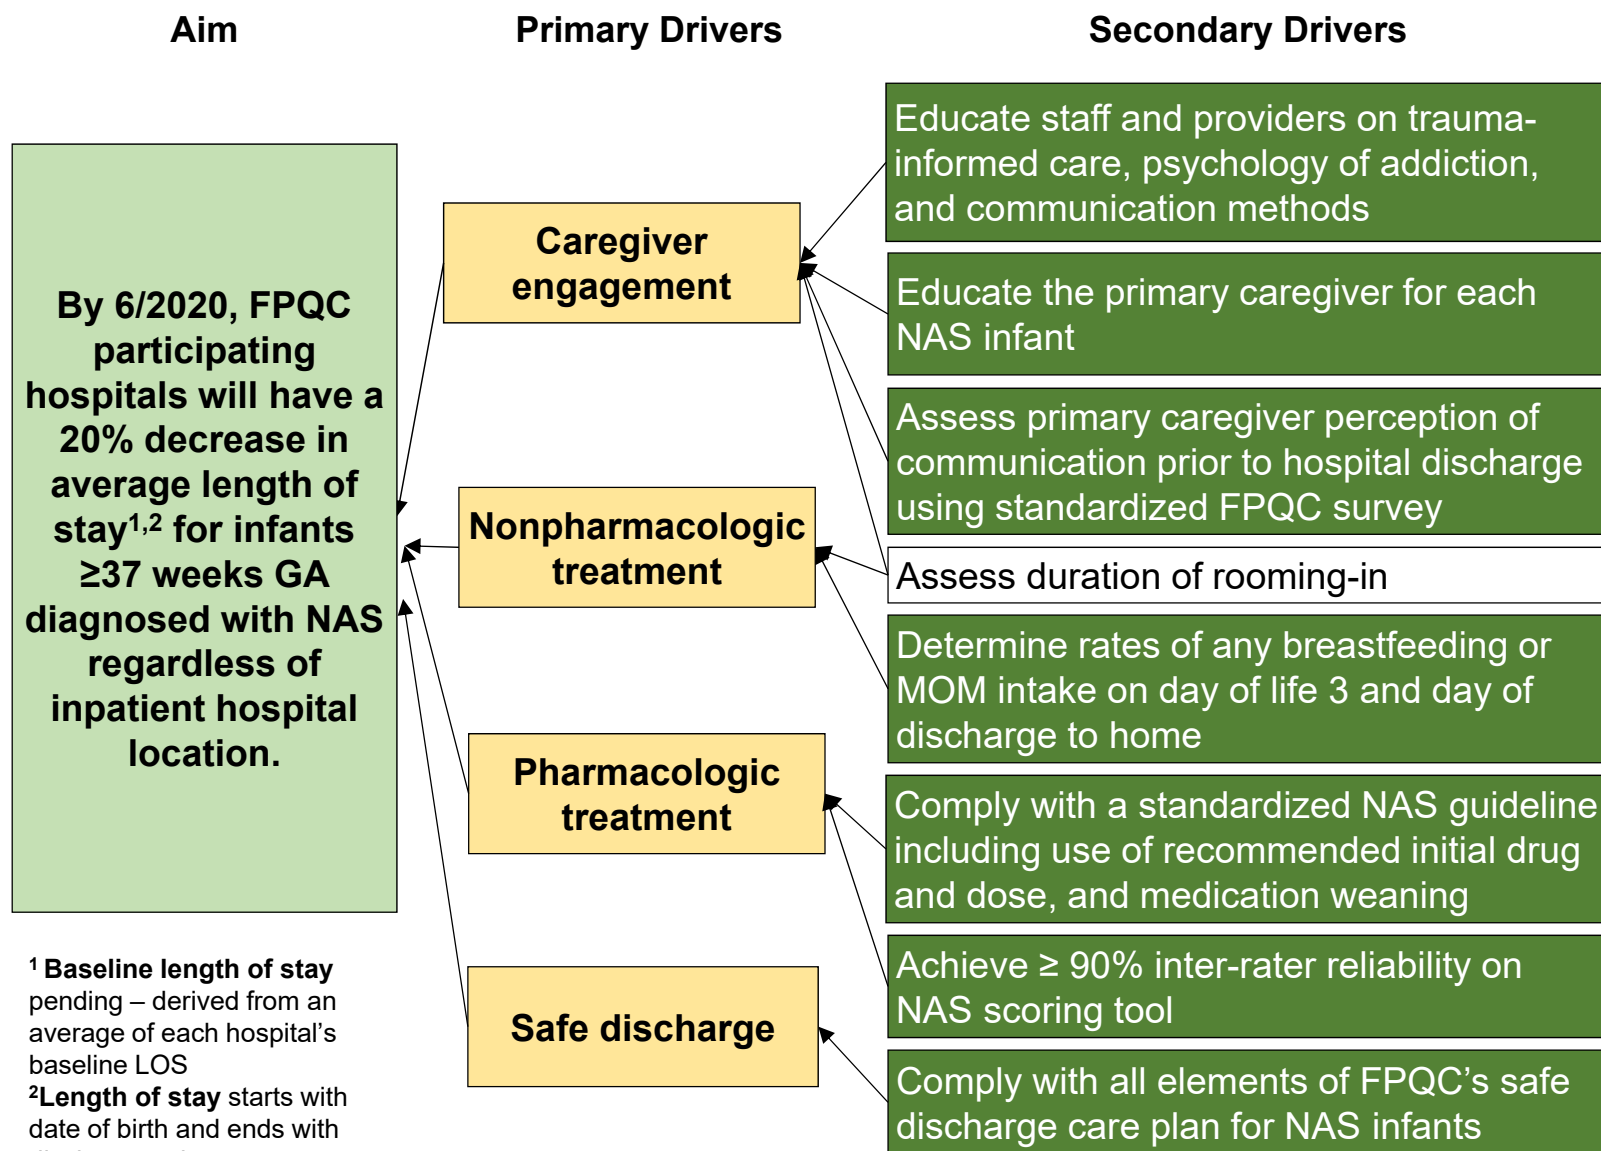 Aim
Primary Drivers
Secondary Drivers
By 6/2020, FPQC
participating
hospitals will have a
20% decrease in
average length of
stay1,2 for infants
≥37 weeks GA
diagnosed with NAS
regardless of
inpatient hospital
location.
1 Baseline length of stay
pending – derived from an
average of each hospital's
baseline LOS
2Length of stay starts with
date of birth and ends with
Caregiver
engagement
Nonpharmacologic
treatment
Pharmacologic
treatment
Safe discharge
Educate staff and providers on trauma-
informed care, psychology of addiction,
and communication methods
Educate the primary caregiver for each
NAS infant
Assess primary caregiver perception of
communication prior to hospital discharge
using standardized FPQC survey
Assess duration of rooming-in
Determine rates of any breastfeeding or
MOM intake on day of life 3 and day of
discharge to home
Comply with a standardized NAS guideline
including use of recommended initial drug
and dose, and medication weaning
Achieve ≥ 90% inter-rater reliability on
NAS scoring tool
Comply with all elements of FPQC's safe
discharge care plan for NAS infants